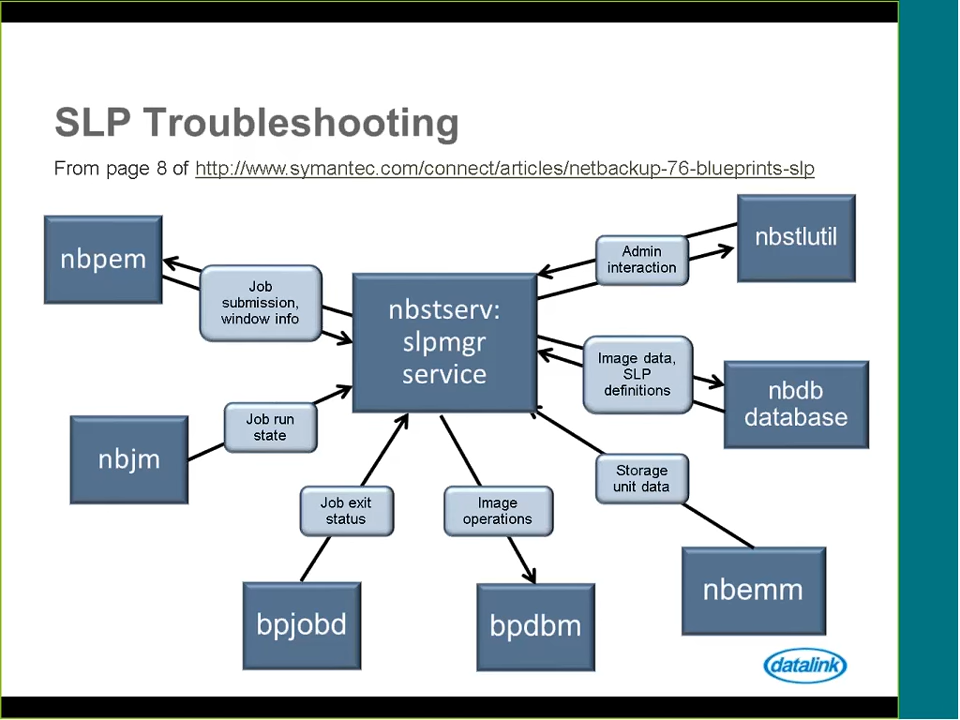 SLP Troubleshooting
From page 8 of http://www.symantec.com/connect/articles/netbackup-76-blueprints-slp
nbpem
Job
submission,
window info
nbstserv:
slpmgr
service
Admin
interaction
nbstlutil
Image data,
SLP
definitions
nbdb
database
nbjm
Job run
state
Job exit
status
Image
operations
Storage
unit data
bpjobd
bpdbm
nbemm
datalink